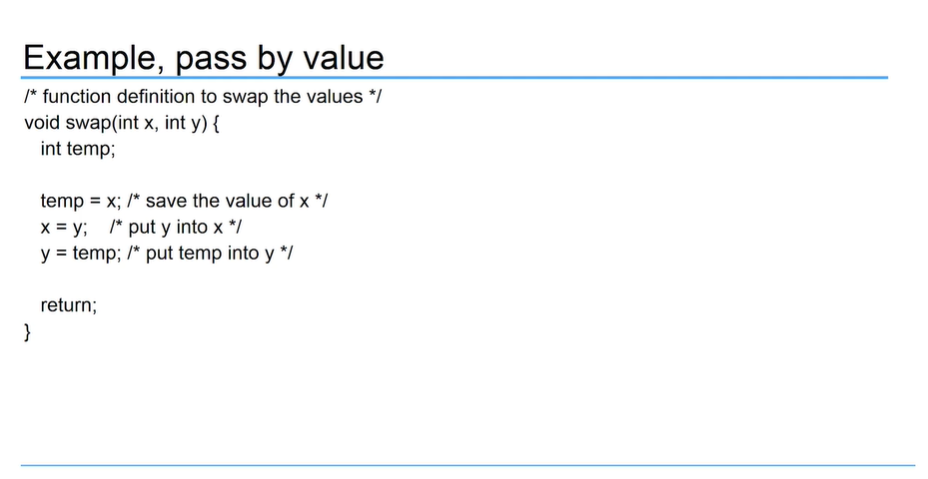 Example, pass by value
/* function definition to swap the values */
void swap(int x, int y) {
int temp;
temp = x; /* save the value of x */
x = y; /* put y into x */
y = temp; /* put temp into y */
return;
}